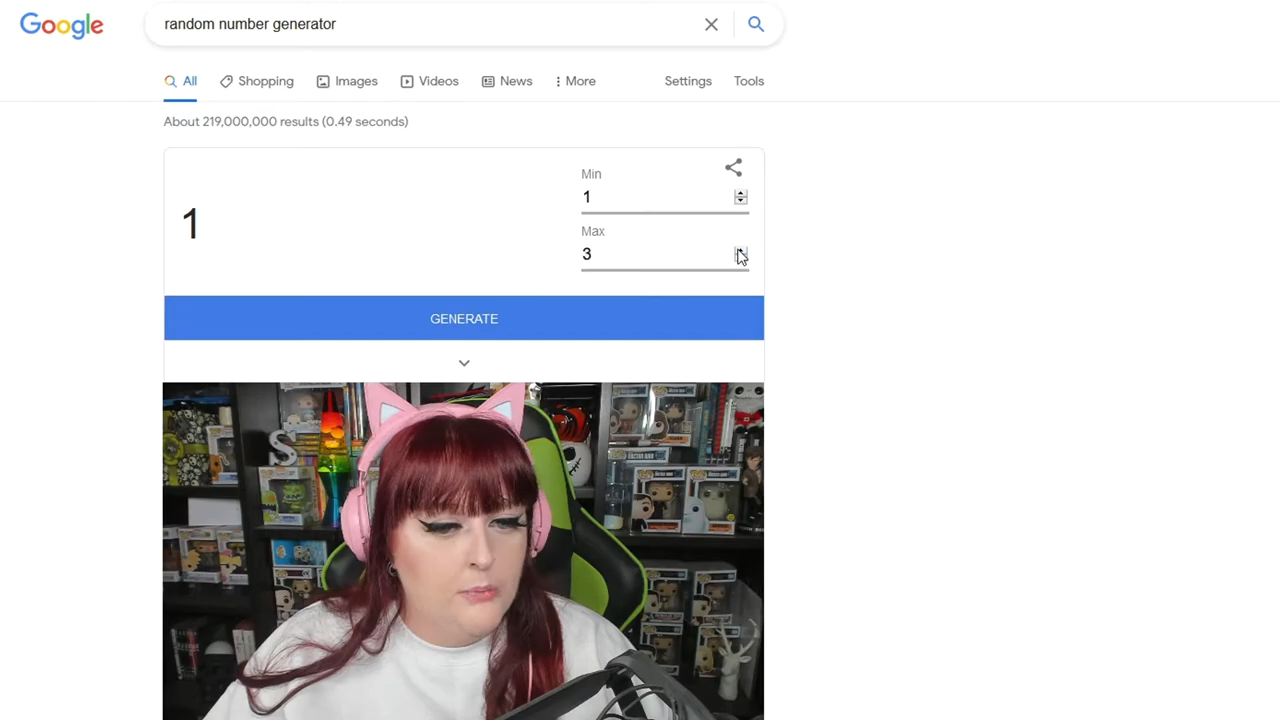 Google
random number generator
All
Shopping
Images
Videos
News
More
Settings
Tools
About 219,000,000 results (0.49 seconds)
Min
1
1
Max
3
GENERATE
S